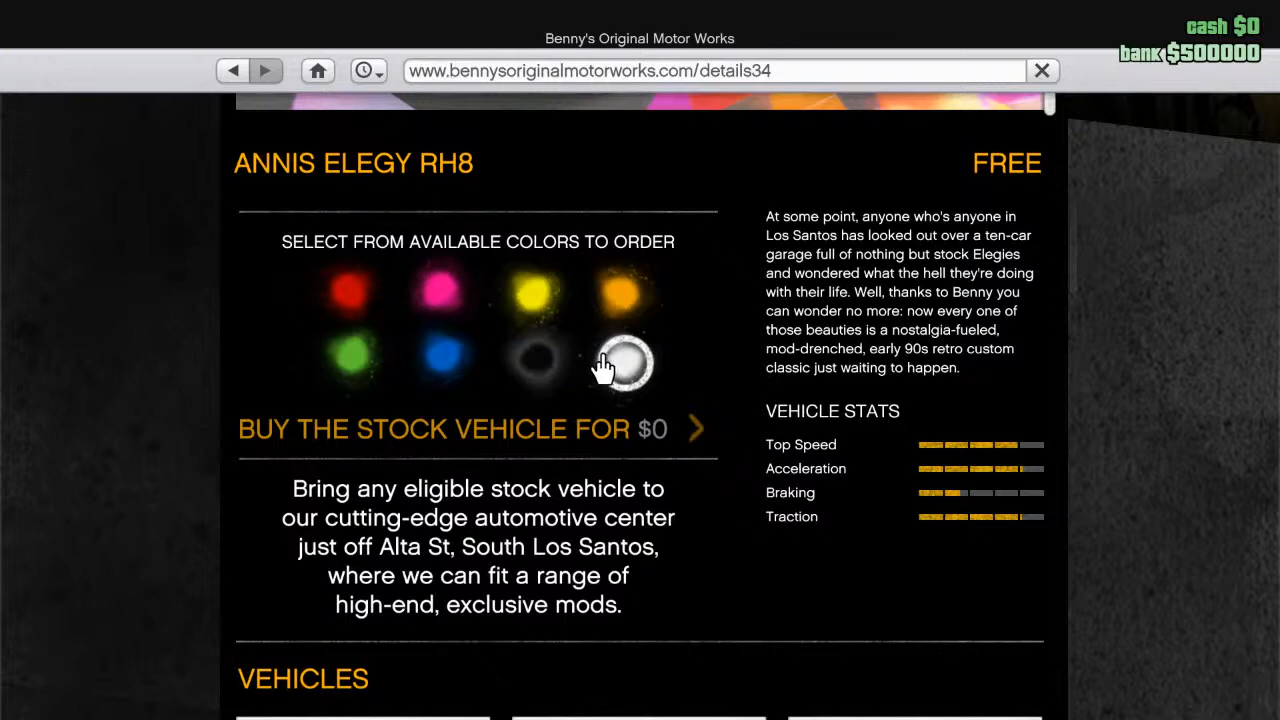 cash $0
bank $500000
Benny's Original Motor Works
www.bennysoriginalmotorworks.com/details34
ANNIS ELEGY RH8
FREE
SELECT FROM AVAILABLE COLORS TO ORDER
BUY THE STOCK VEHICLE FOR $0
Bring any eligible stock vehicle to
our cutting-edge automotive center
just off Alta St, South Los Santos,
where we can fit a range of
high-end, exclusive mods.
At some point, anyone who's anyone in
Los Santos has looked out over a ten-car
garage full of nothing but stock Elegies
and wondered what the hell they're doing
with their life. Well, thanks to Benny you
can wonder no more: now every one of
those beauties is a nostalgia-fueled,
mod-drenched, early 90s retro custom
classic just waiting to happen.
VEHICLE STATS
Top Speed
Acceleration
Braking
Traction
VEHICLES